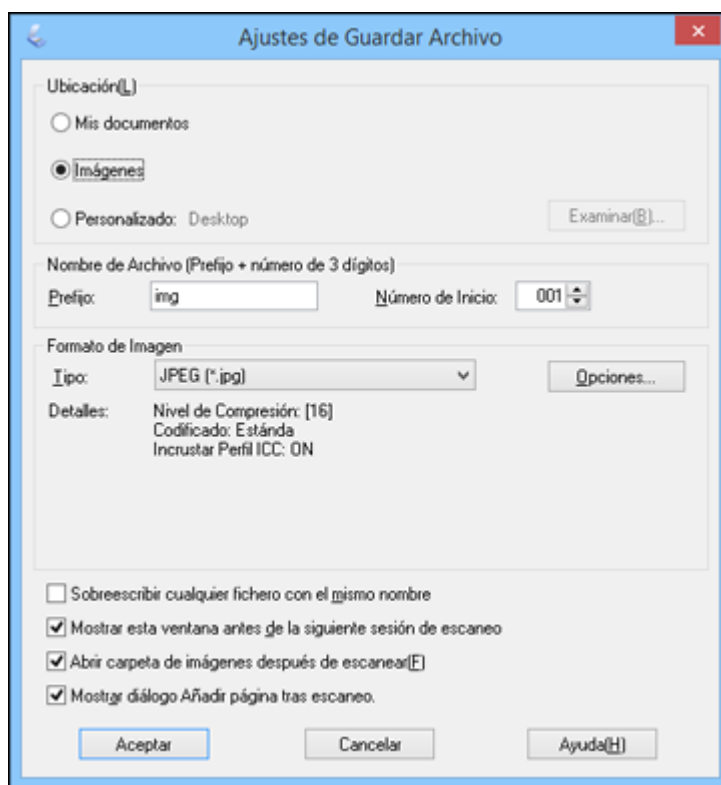 Ajustes de Guardar Archivo
Ubicación(L)
Mis documentos
Imágenes
Personalizado: Desktop Examinar(B)...
Nombre de Archivo (Prefijo + número de 3 dígitos)
Prefijo: img Número de Inicio: 001
Formato de Imagen
Tipo: JPEG (*.jpg) Opciones...
Detalles: Nivel de Compresión: [16]
Codificado: Estánda
Incrustar Perfil ICC: ON
Sobreescribir cualquier fichero con el mismo nombre
Mostrar esta ventana antes de la siguiente sesión de escaneo
Abrir carpeta de imágenes después de escanear(F)
Mostrar diálogo Añadir página tras escaneo.
Aceptar Cancelar Ayuda(H)